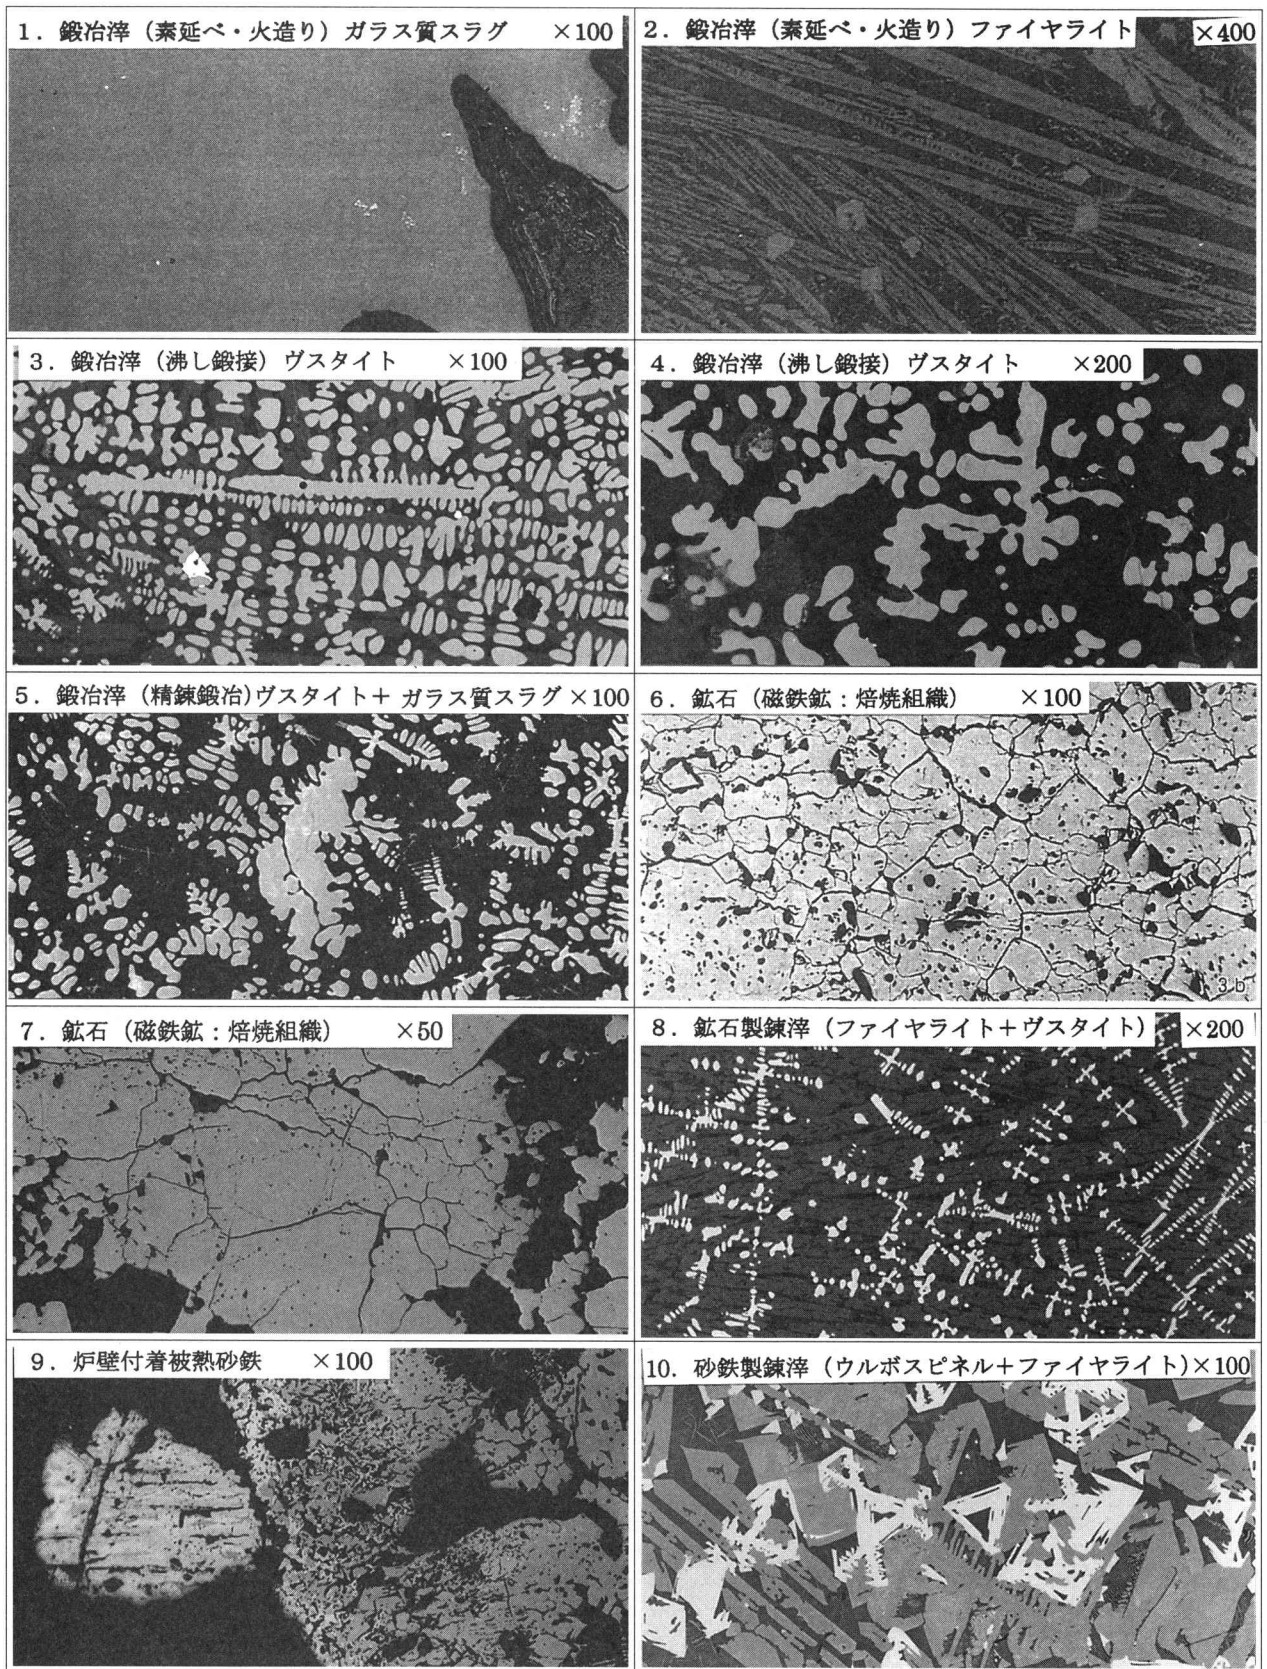 1．鍛冶滓（素延べ・火造り）ガラス質スラグ　×100
2．鍛冶滓（素延べ・火造り）ファイヤライト　×400
3．鍛冶滓（沸し鍛接）ヴスタイト　×100
4．鍛冶滓（沸し鍛接）ヴスタイト　×200
5．鍛冶滓（精錬鍛冶）ヴスタイト＋ガラス質スラグ×100
6．鉱石（磁鉄鉱：焙焼組織）　×100
3 b
7．鉱石（磁鉄鉱：焙焼組織）　×50
8．鉱石製錬滓（ファイヤライト＋ヴスタイト）×200
9．炉壁付着被熱砂鉄　×100
10．砂鉄製錬滓（ウルボスピネル＋ファイヤライト）×100